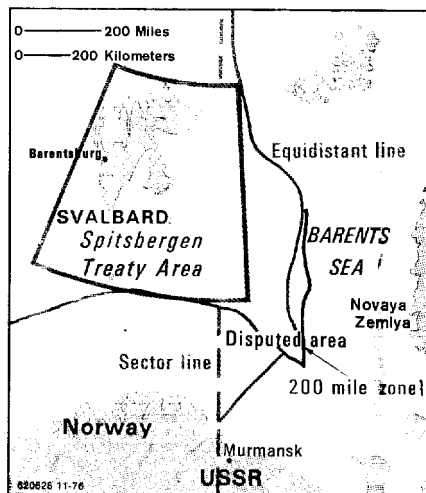 0 200 Miles
0 200 Kilometers
Barentsburg
Equidistant line
SVALBARD
Spitsbergen
Treaty Area
BARENTS
SEA
Novaya
Zemlya
Disputed area
Sector line
200 mile zone
Norway
Murmansk
USSR
620626 11-76